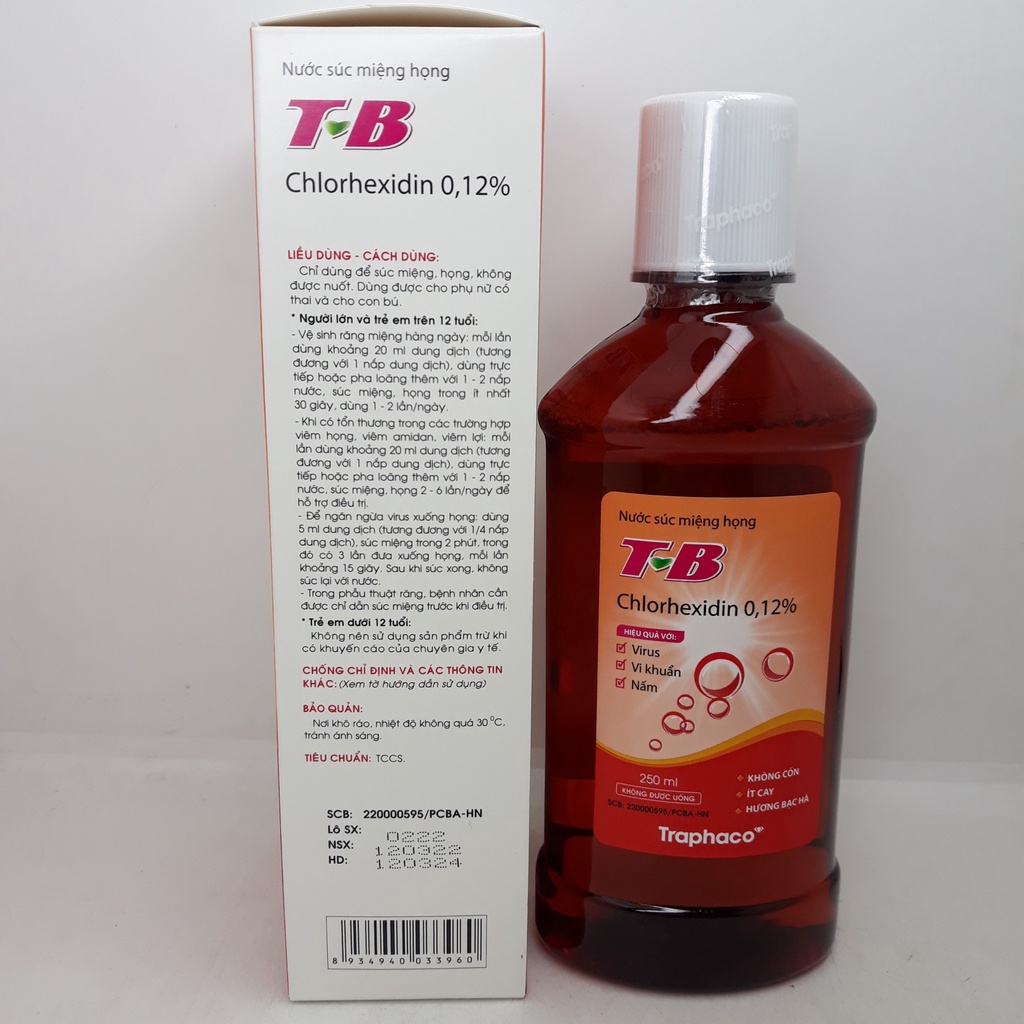 Nước súc miệng họng
T B
Chlorhexidin 0,12%
LIỀU DÙNG - CÁCH DÙNG:
Chỉ dùng để súc miệng, họng, không
được nuốt. Dùng được cho phụ nữ có
thai và cho con bú.
* Người lớn và trẻ em trên 12 tuổi:
- Vệ sinh răng miệng hàng ngày: mỗi lần
dùng khoảng 20 ml dung dịch (tương
đương với 1 nắp dung dịch), dùng trực
tiếp hoặc pha loãng thêm với 1 - 2 nắp
nước, súc miệng, họng trong ít nhất
30 giây, dùng 1 - 2 lần/ngày.
- Khi có tổn thương trong các trường hợp
viêm họng, viêm amidan, viêm lợi: mỗi
lần dùng khoảng 20 ml dung dịch (tương
đương với 1 nắp dung dịch), dùng trực
tiếp hoặc pha loãng thêm với 1 - 2 nắp
nước, súc miệng, họng 2 - 6 lần/ngày để
hỗ trợ điều trị.
- Để ngăn ngừa virus xuống họng: dùng
5 ml dung dịch (tương đương với 1/4 nắp
dung dịch), súc miệng trong 2 phút, trong
đó có 3 lần đưa xuống họng, mỗi lần
khoảng 15 giây. Sau khi súc xong, không
súc lại với nước.
- Trong phẫu thuật răng, bệnh nhân cần
được chỉ dẫn súc miệng trước khi điều trị.
* Trẻ em dưới 12 tuổi:
Không nên sử dụng sản phẩm trừ khi
có khuyến cáo của chuyên gia y tế.
CHỐNG CHỈ ĐỊNH VÀ CÁC THÔNG TIN
KHÁC: (Xem tờ hướng dẫn sử dụng)
BẢO QUẢN:
Nơi khô ráo, nhiệt độ không quá 30 ⁰C,
tránh ánh sáng.
TIÊU CHUẨN: TCCS.
SCB: 220000595/PCBA-HN
Lô SX: 0222
NSX: 120322
HD: 120324
8 934940 033960
Traphaco
Nước súc miệng họng
T B
Chlorhexidin 0,12%
HIỆU QUẢ VỚI:
Virus
Vi khuẩn
Nấm
250 ml
KHÔNG ĐƯỢC UỐNG
SCB: 220000595/PCBA-HN
KHÔNG CỒN
ÍT CAY
HƯƠNG BẠC HÀ
Traphaco